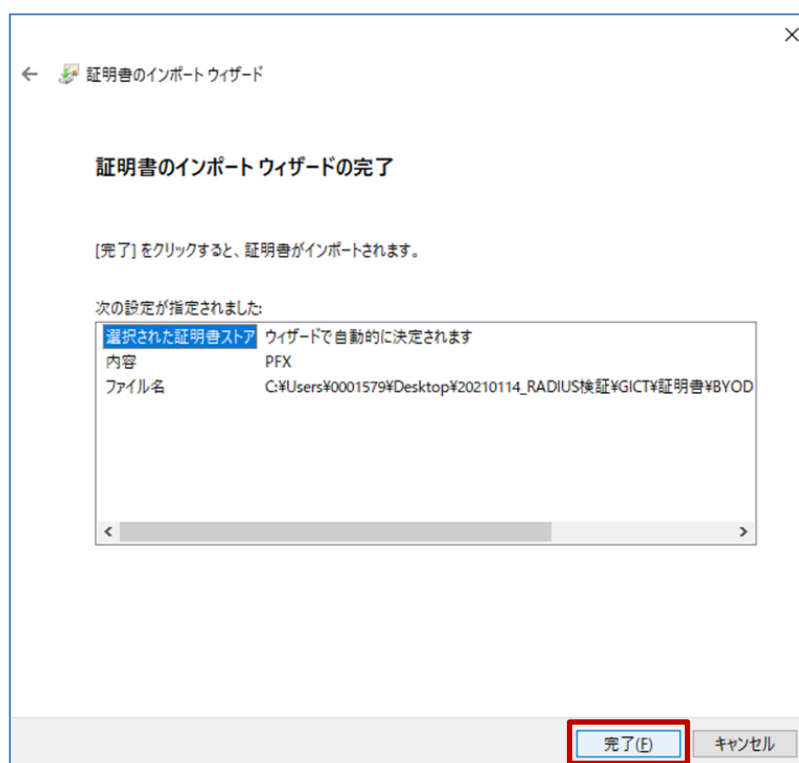 証明書のインポート ウィザード
証明書のインポート ウィザードの完了
[完了] をクリックすると、証明書がインポートされます。
次の設定が指定されました:
選択された証明書ストア ウィザードで自動的に決定されます
内容 PFX
ファイル名 C:¥Users¥0001579¥Desktop¥20210114_RADIUS検証¥GICT¥証明書¥BYOD
完了(F) キャンセル